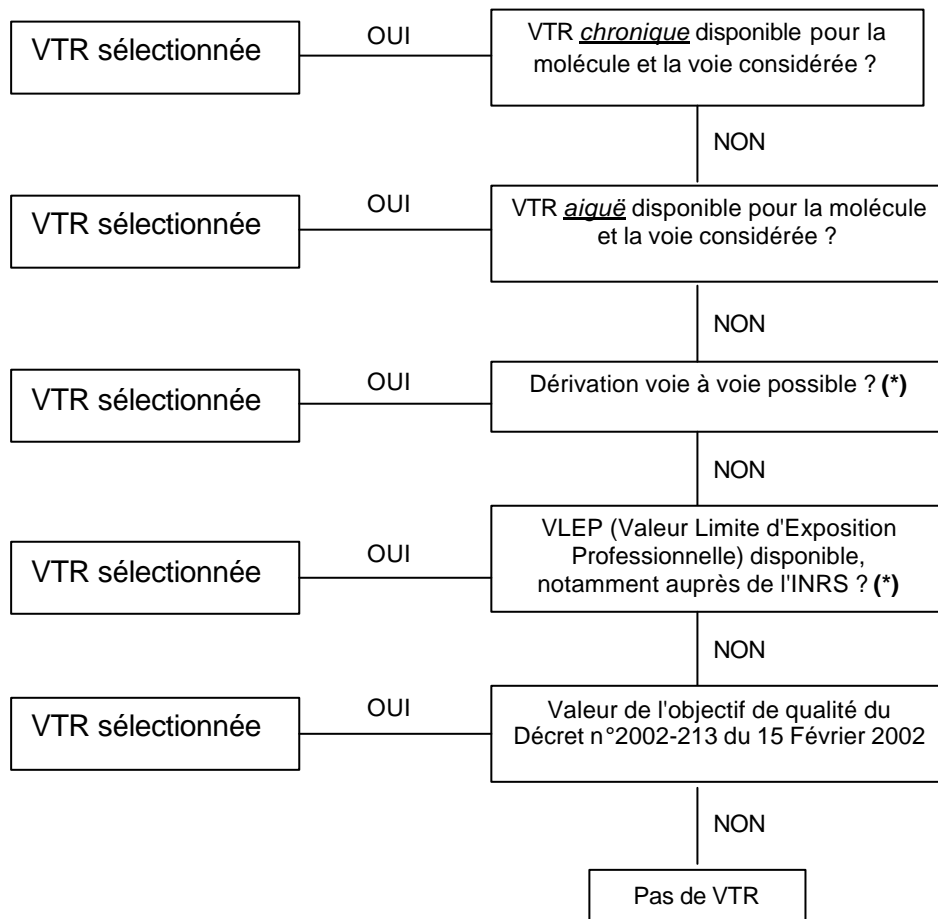 VTR sélectionnée
OUI
VTR chronique disponible pour la
molécule et la voie considérée ?
NON
VTR sélectionnée
OUI
VTR aiguë disponible pour la molécule
et la voie considérée ?
NON
VTR sélectionnée
OUI
Dérivation voie à voie possible ? (*)
NON
VTR sélectionnée
OUI
VLEP (Valeur Limite d'Exposition
Professionnelle) disponible,
notamment auprès de l'INRS ? (*)
NON
VTR sélectionnée
OUI
Valeur de l'objectif de qualité du
Décret n°2002-213 du 15 Février 2002
NON
Pas de VTR